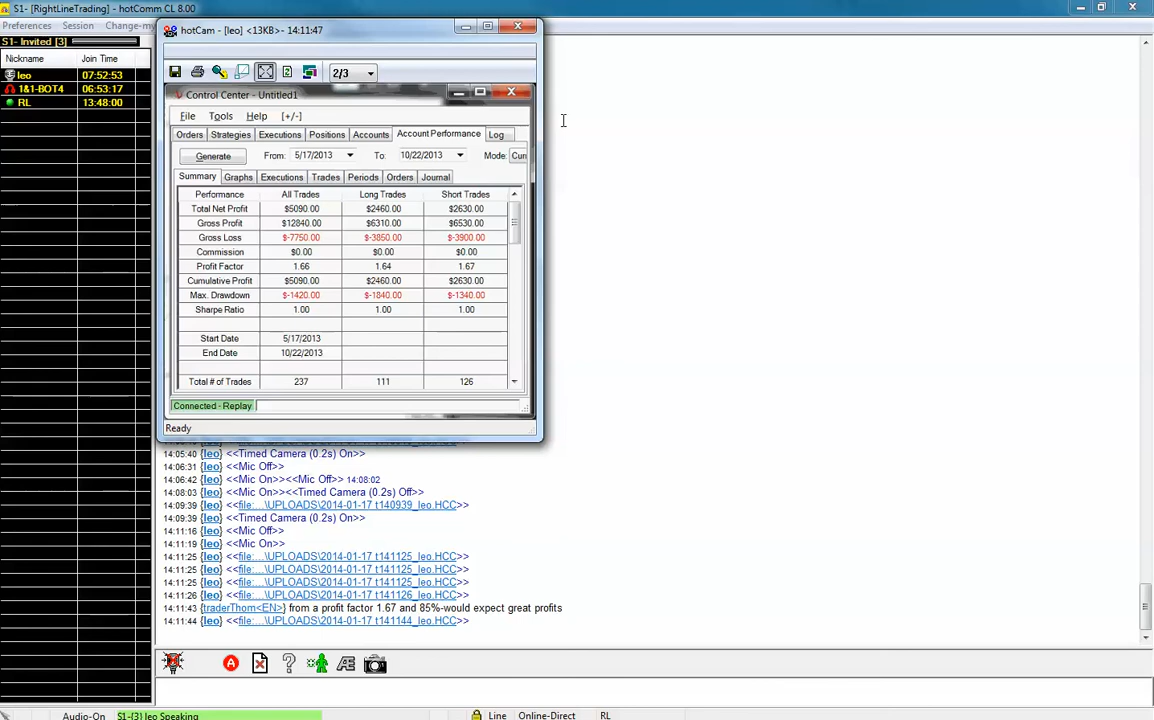 S1- [RightLineTrading] - hotComm CL 8.00
Preferences Session Change-my
S1- Invited [3]
Nickname Join Time
leo 07:52:53
1&1-BOT4 06:53:17
RL 13:48:00
hotCam - [leo] <13KB>- 14:11:47
2/3
Control Center - Untitled1
File Tools Help [+/-]
Orders Strategies Executions Positions Accounts Account Performance Log
Generate From: 5/17/2013 To: 10/22/2013 Mode: Curr
Summary Graphs Executions Trades Periods Orders Journal
Performance All Trades Long Trades Short Trades
Total Net Profit $5090.00 $2460.00 $2630.00
Gross Profit $12840.00 $6310.00 $6530.00
Gross Loss $-7750.00 $-3850.00 $-3900.00
Commission $0.00 $0.00 $0.00
Profit Factor 1.66 1.64 1.67
Cumulative Profit $5090.00 $2460.00 $2630.00
Max. Drawdown $-1420.00 $-1840.00 $-1340.00
Sharpe Ratio 1.00 1.00 1.00
Start Date 5/17/2013
End Date 10/22/2013
Total # of Trades 237 111 126
Connected - Replay
Ready
14:05:40 {leo} <<Timed Camera (0.2s) On>>
14:06:31 {leo} <<Mic Off>>
14:06:42 {leo} <<Mic On>><<Mic Off>> 14:08:02
14:08:03 {leo} <<Mic On>><<Timed Camera (0.2s) Off>>
14:09:39 {leo} <<file:...\UPLOADS\2014-01-17 t140939_leo.HCC>>
14:09:39 {leo} <<Timed Camera (0.2s) On>>
14:11:16 {leo} <<Mic Off>>
14:11:19 {leo} <<Mic On>>
14:11:25 {leo} <<file:...\UPLOADS\2014-01-17 t141125_leo.HCC>>
14:11:25 {leo} <<file:...\UPLOADS\2014-01-17 t141125_leo.HCC>>
14:11:25 {leo} <<file:...\UPLOADS\2014-01-17 t141125_leo.HCC>>
14:11:26 {leo} <<file:...\UPLOADS\2014-01-17 t141126_leo.HCC>>
14:11:43 {traderThom<EN>} from a profit factor 1.67 and 85%-would expect great profits
14:11:44 {leo} <<file:...\UPLOADS\2014-01-17 t141144_leo.HCC>>
A ? Æ
Audio-On S1-(3) leo Speaking Line Online-Direct RL